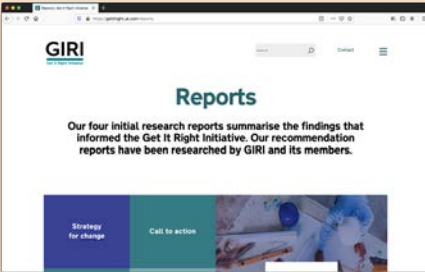 GIRI
Get It Right Initiative
Search
Contact
Reports
Our four initial research reports summarise the findings that
informed the Get It Right Initiative. Our recommendation
reports have been researched by GIRI and its members.
Strategy
for change
Call to action